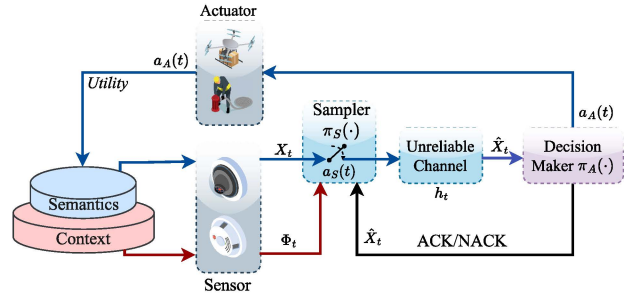 Actuator
a_A(t)
Utility
a_A(t)
Sampler
π_S(·)
X_t
a_S(t)
Unreliable
Channel
h_t
X̂_t
Decision
Maker π_A(·)
Semantics
Context
Φ_t
X̂_t
ACK/NACK
Sensor